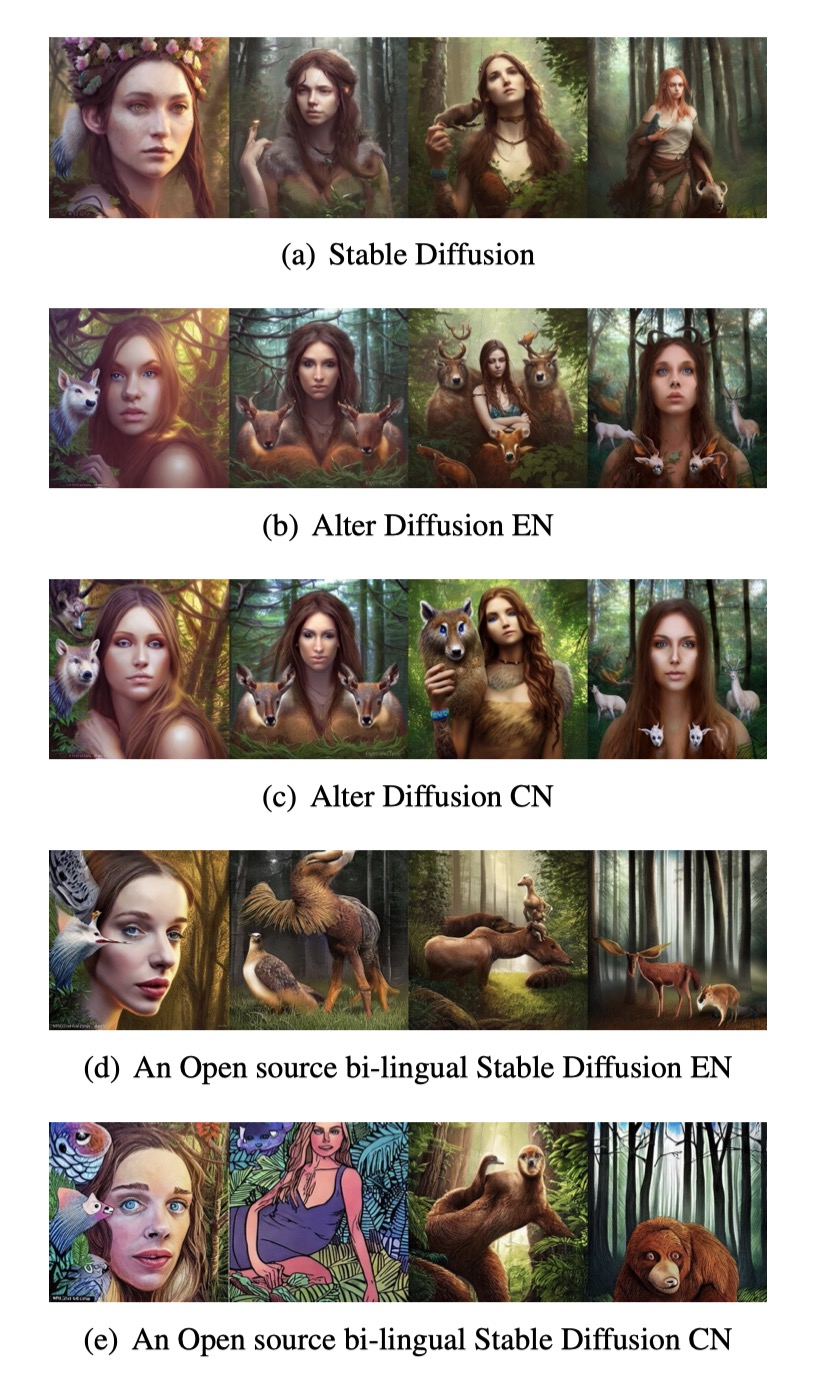 (a) Stable Diffusion
(b) Alter Diffusion EN
(c) Alter Diffusion CN
(d) An Open source bi-lingual Stable Diffusion EN
(e) An Open source bi-lingual Stable Diffusion CN